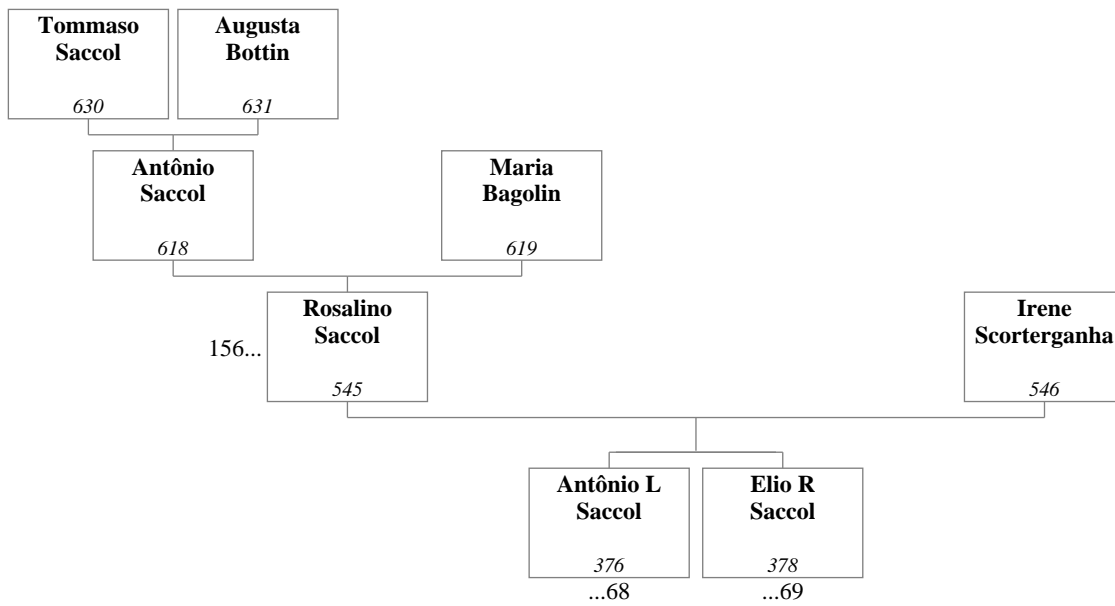 Tommaso
Saccol
630
Augusta
Bottin
631
Antônio
Saccol
618
Maria
Bagolin
619
156...
Rosalino
Saccol
545
Irene
Scorterganha
546
Antônio L
Saccol
376
...68
Elio R
Saccol
378
...69